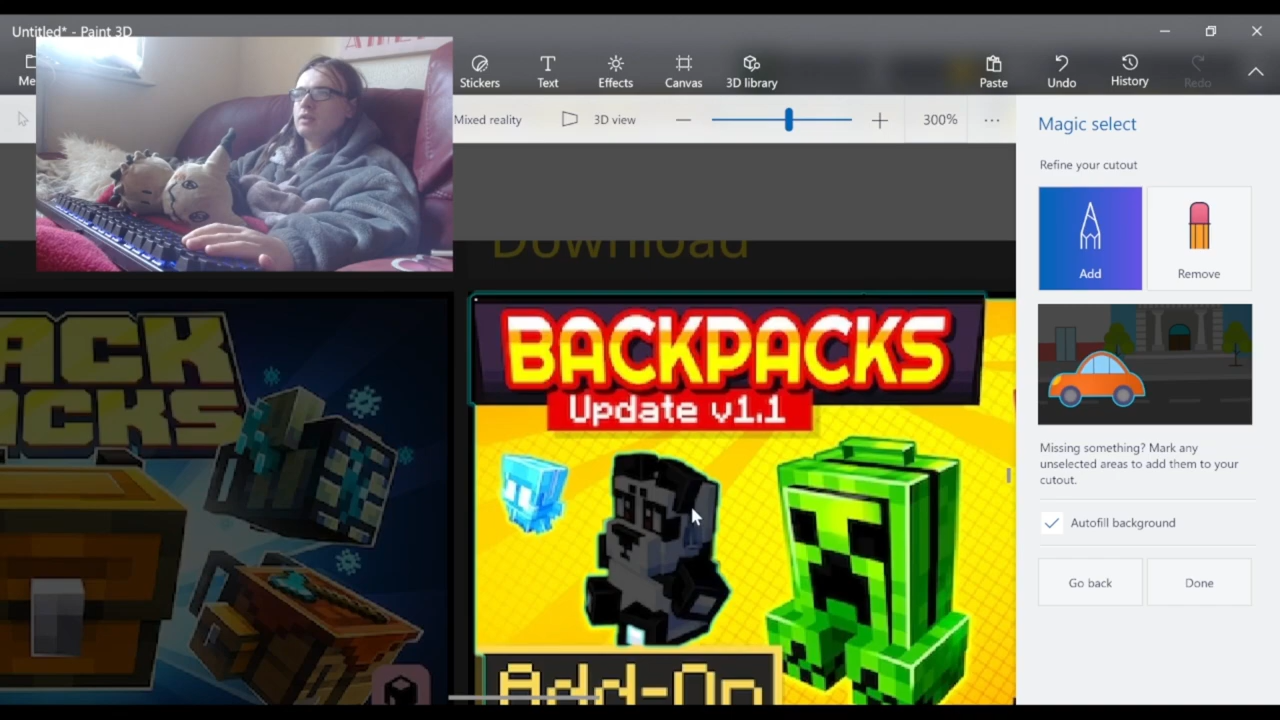 Untitled* - Paint 3D
Me
Stickers
Text
Effects
Canvas
3D library
Paste
Undo
History
Redo
Mixed reality
3D view
300%
Magic select
Refine your cutout
Add
Remove
Missing something? Mark any
unselected areas to add them to your
cutout.
Autofill background
Go back
Done
Download
ACK
ACKS
BACKPACKS
Update v1.1
Add-On